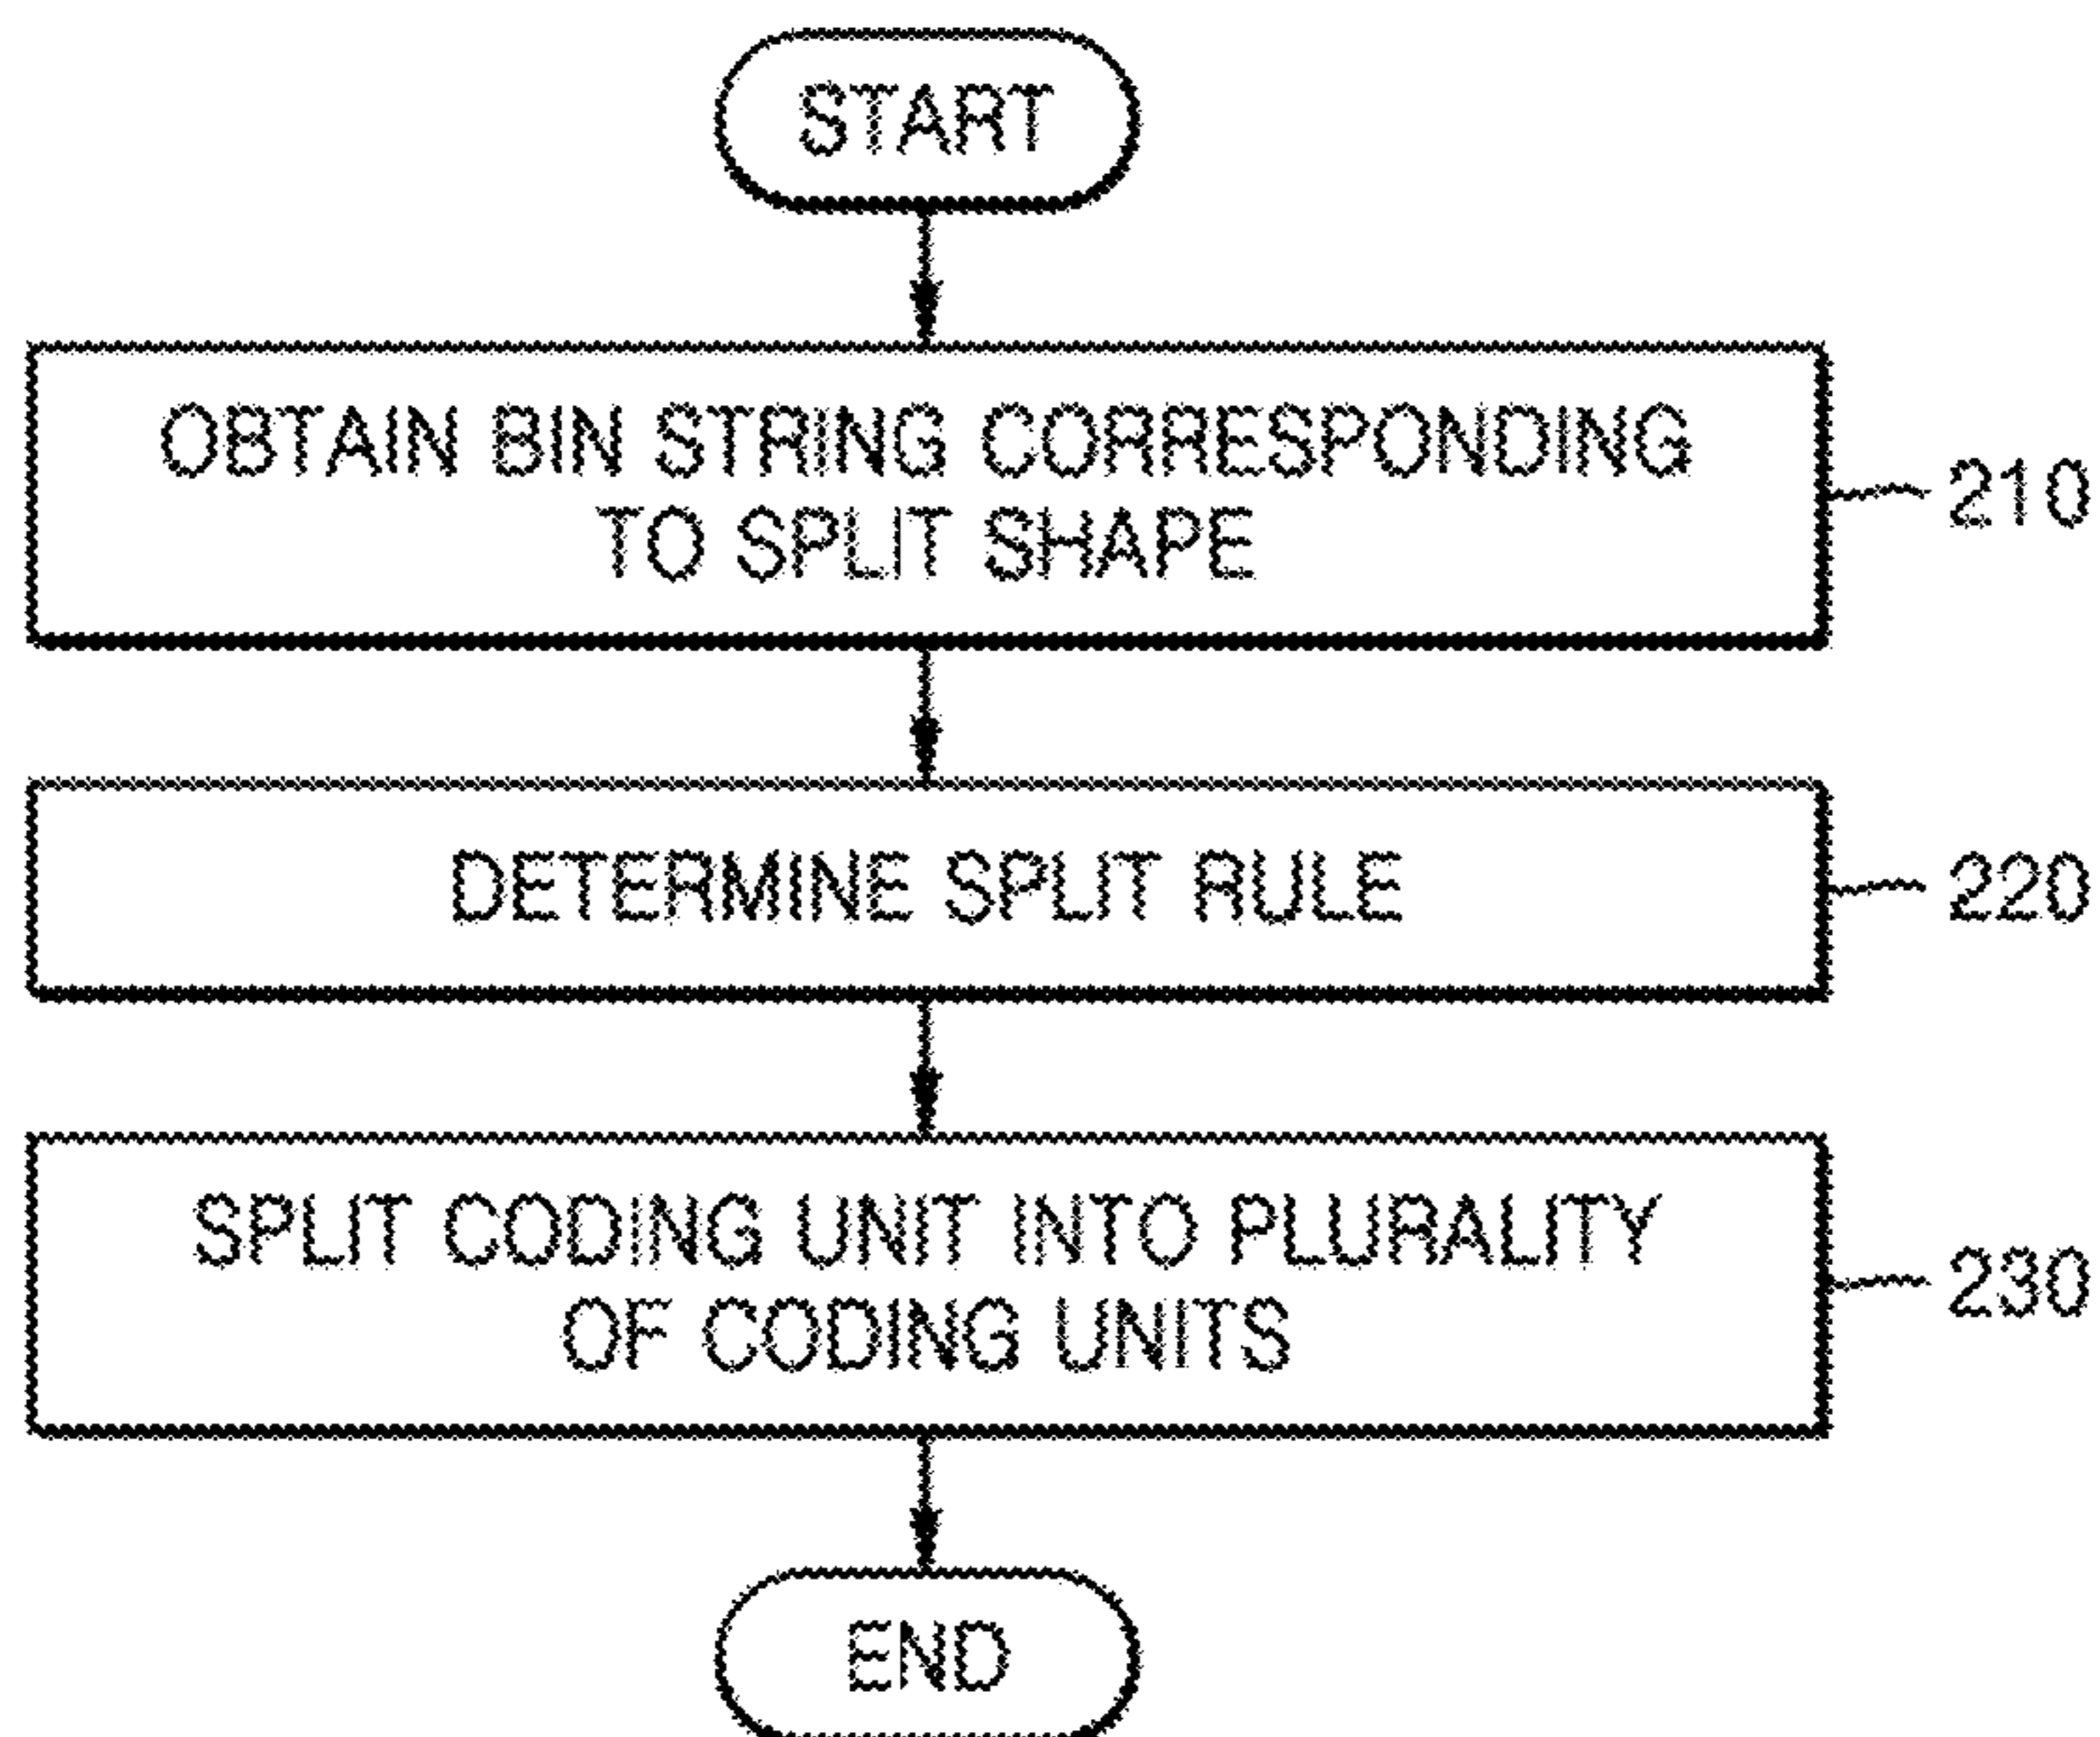 START
OBTAIN BIN STRING CORRESPONDING
TO SPLIT SHAPE
210
DETERMINE SPLIT RULE
220
SPLIT CODING UNIT INTO PLURALITY
OF CODING UNITS
230
END